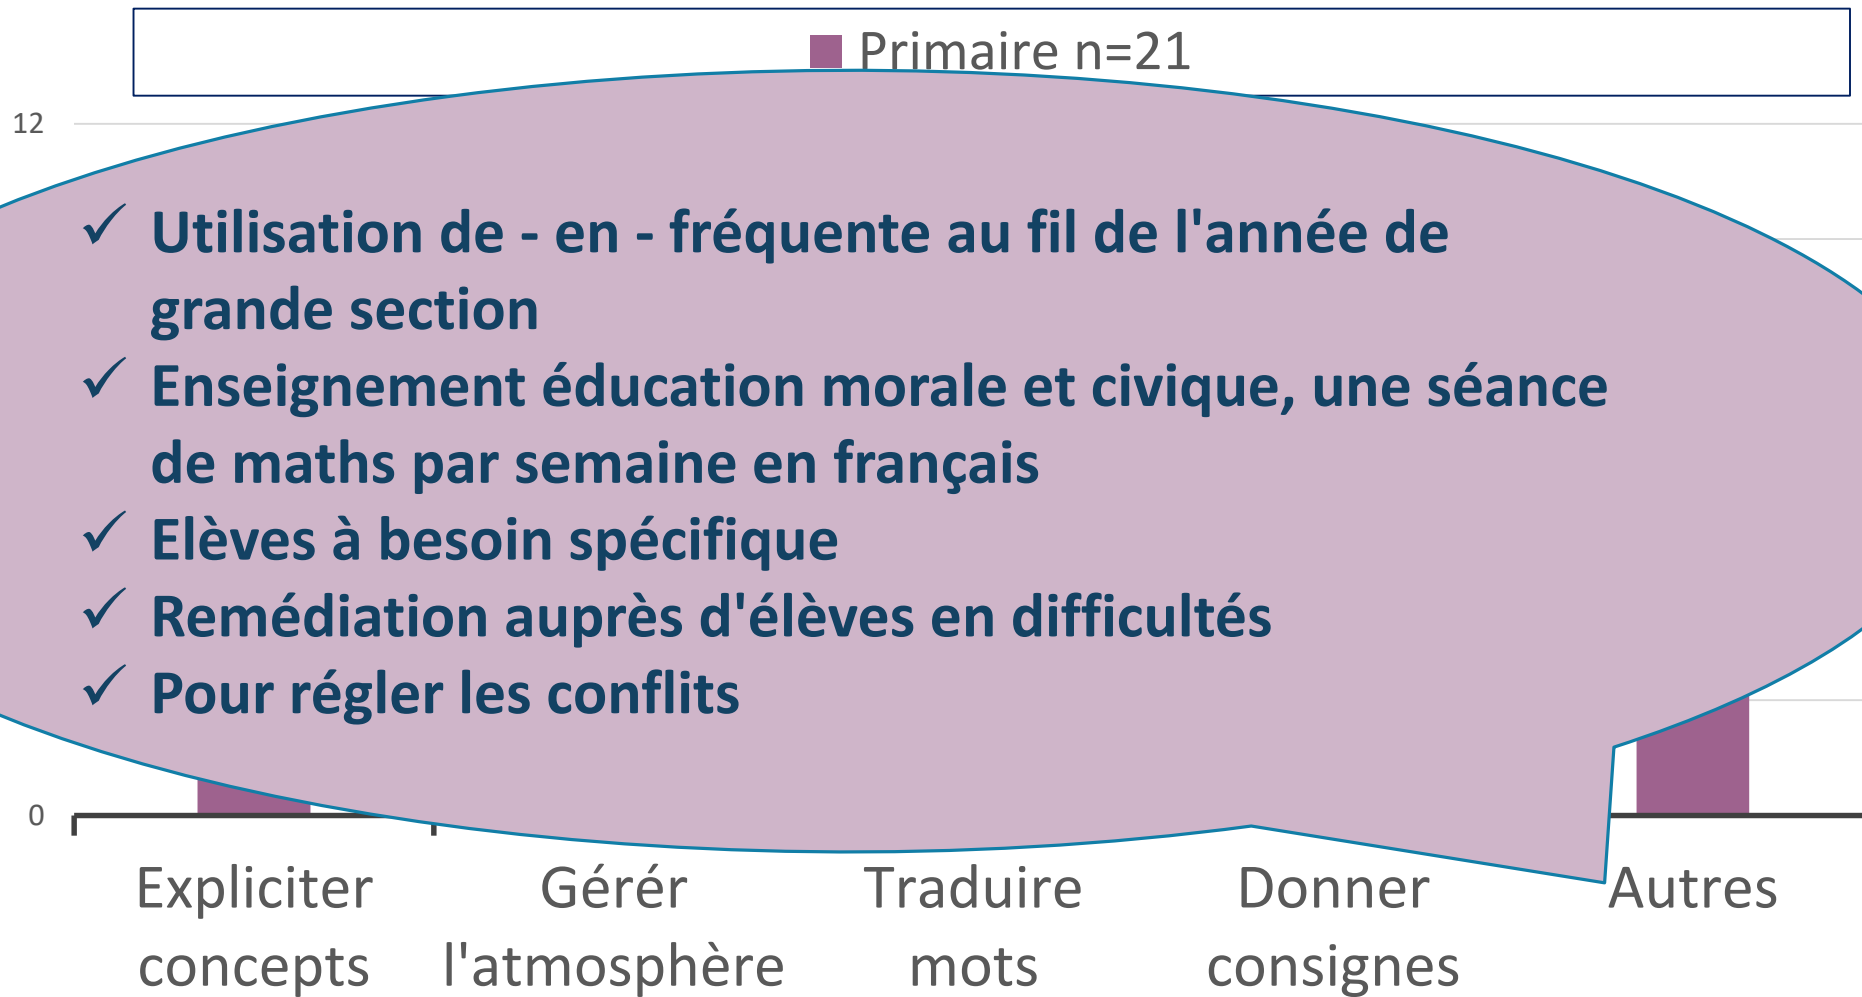 Primaire n=21
12
✓ Utilisation de - en - fréquente au fil de l'année de
grande section
✓ Enseignement éducation morale et civique, une séance
de maths par semaine en français
✓ Elèves à besoin spécifique
✓ Remédiation auprès d'élèves en difficultés
✓ Pour régler les conflits
0
Expliciter Gérér Traduire Donner Autres
concepts l'atmosphère mots consignes